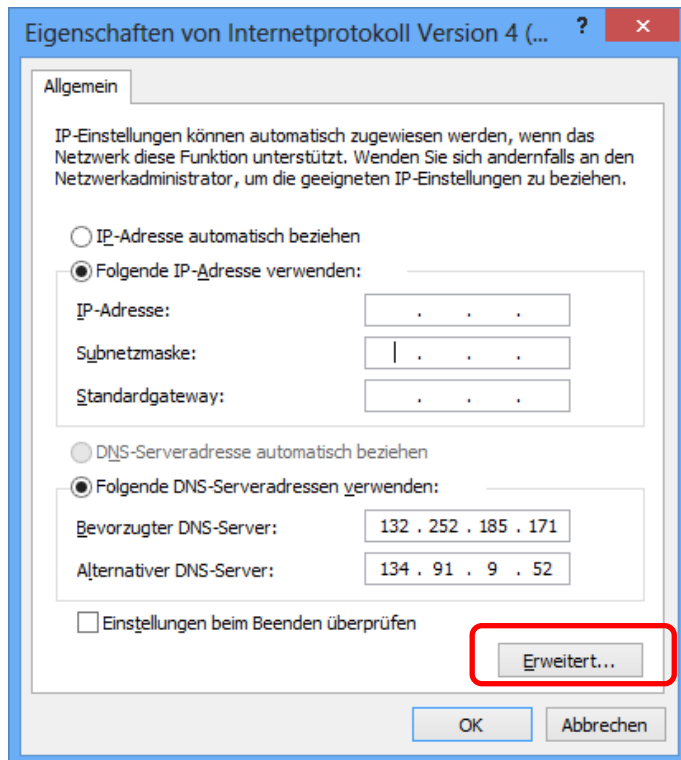 Eigenschaften von Internetprotokoll Version 4 (...
?
Allgemein
IP-Einstellungen können automatisch zugewiesen werden, wenn das
Netzwerk diese Funktion unterstützt. Wenden Sie sich andernfalls an den
Netzwerkadministrator, um die geeigneten IP-Einstellungen zu beziehen.
IP-Adresse automatisch beziehen
Folgende IP-Adresse verwenden:
IP-Adresse: . . .
Subnetzmaske: . . .
Standardgateway: . . .
DNS-Serveradresse automatisch beziehen
Folgende DNS-Serveradressen verwenden:
Bevorzugter DNS-Server: 132 . 252 . 185 . 171
Alternativer DNS-Server: 134 . 91 . 9 . 52
Einstellungen beim Beenden überprüfen
Erweitert...
OK Abbrechen